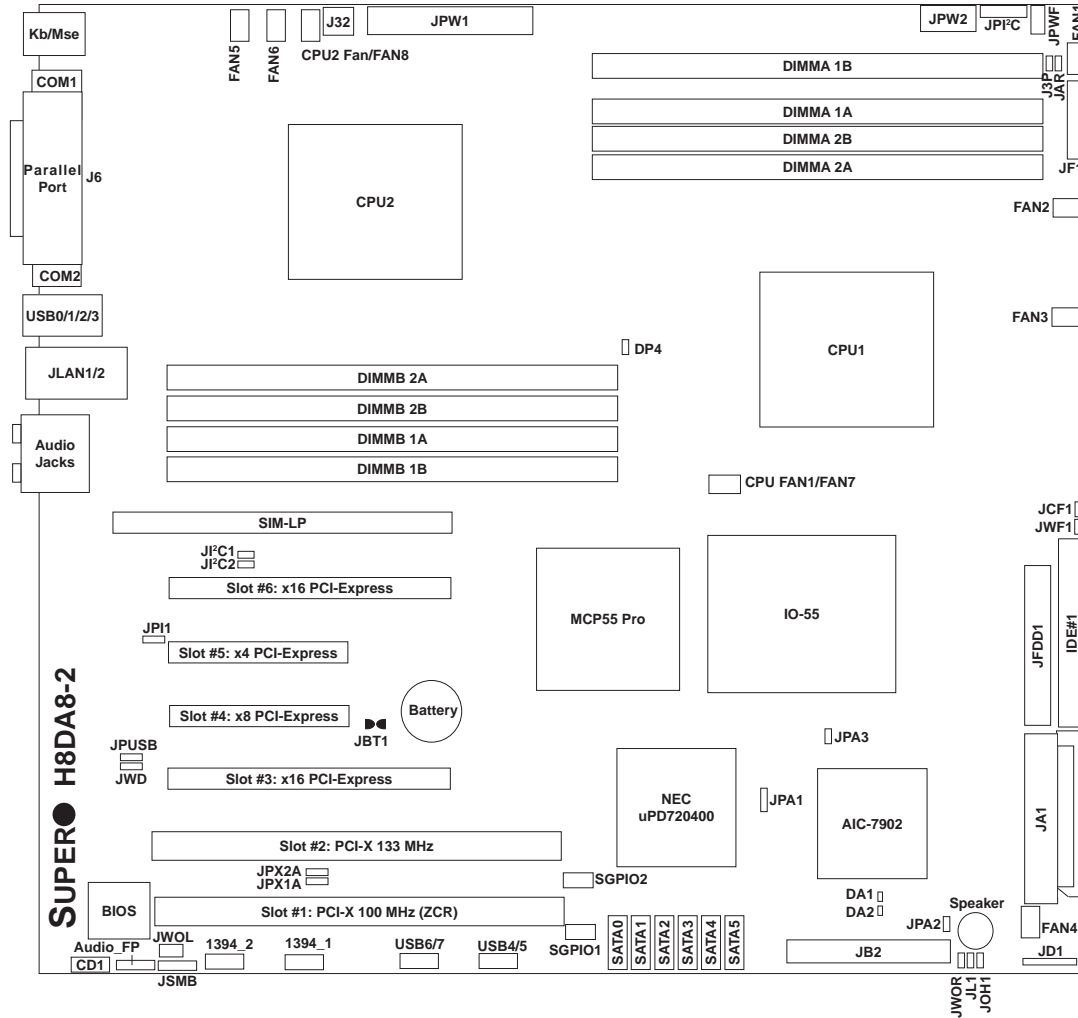 Kb/Mse
FAN5
FAN6
J32
CPU2 Fan/FAN8
JPW1
JPW2
JPI²C
JPWF
FAN1
COM1
DIMMA 1B
J3P
JAR
DIMMA 1A
DIMMA 2B
DIMMA 2A
JF1
Parallel
Port
J6
CPU2
FAN2
COM2
USB0/1/2/3
FAN3
CPU1
DP4
JLAN1/2
DIMMB 2A
DIMMB 2B
DIMMB 1A
DIMMB 1B
Audio
Jacks
CPU FAN1/FAN7
SIM-LP
JCF1
JWF1
JI²C1
JI²C2
Slot #6: x16 PCI-Express
MCP55 Pro
IO-55
JFDD1
IDE#1
JPI1
Slot #5: x4 PCI-Express
Slot #4: x8 PCI-Express
Battery
JBT1
JPA3
JPUSB
JWD
Slot #3: x16 PCI-Express
NEC
uPD720400
JPA1
AIC-7902
JA1
SUPER● H8DA8-2
Slot #2: PCI-X 133 MHz
JPX2A
JPX1A
SGPIO2
DA1
DA2
Speaker
BIOS
Slot #1: PCI-X 100 MHz (ZCR)
JPA2
FAN4
Audio_FP
JWOL
1394_2
1394_1
USB6/7
USB4/5
SGPIO1
SATA0
SATA1
SATA2
SATA3
SATA4
SATA5
JB2
JD1
CD1
JSMB
JWOR
JL1
JOH1